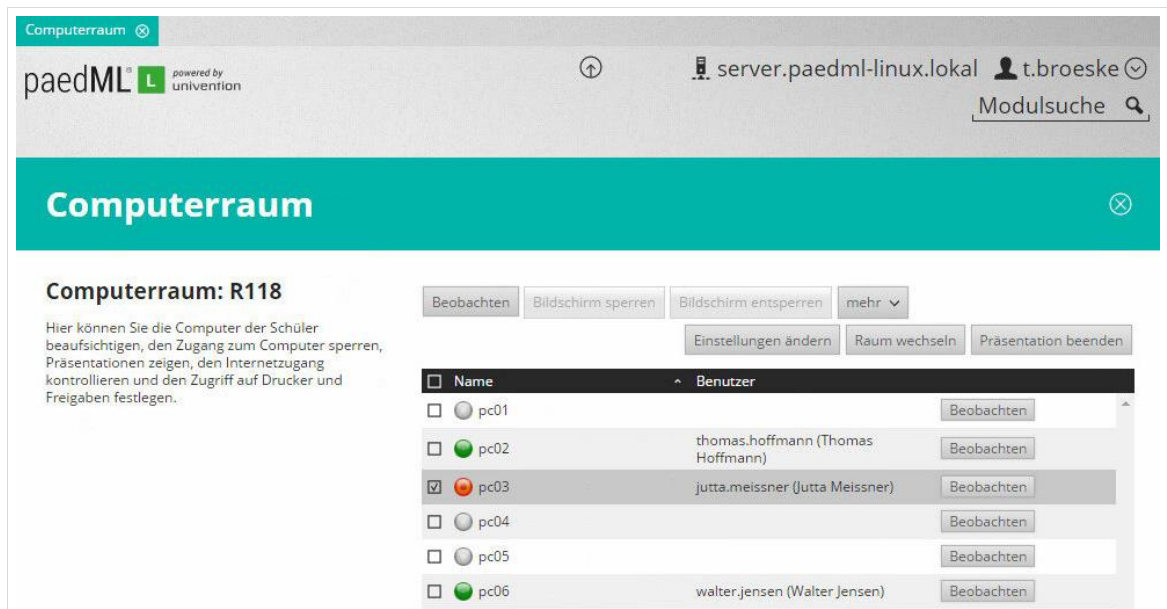 Computerraum
paedML® L powered by univention
server.paedml-linux.lokal t.broeske
Modulsuche
Computerraum
Computerraum: R118
Hier können Sie die Computer der Schüler
beaufsichtigen, den Zugang zum Computer sperren,
Präsentationen zeigen, den Internetzugang
kontrollieren und den Zugriff auf Drucker und
Freigaben festlegen.
Beobachten Bildschirm sperren Bildschirm entsperren mehr
Einstellungen ändern Raum wechseln Präsentation beenden
Name Benutzer
pc01 Beobachten
pc02 thomas.hoffmann (Thomas
Hoffmann) Beobachten
pc03 jutta.meissner (Jutta Meissner) Beobachten
pc04 Beobachten
pc05 Beobachten
pc06 walter.jensen (Walter Jensen) Beobachten